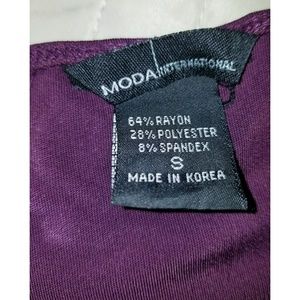 MODA INTERNATIONAL
64% RAYON
28% POLYESTER
8% SPANDEX
S
MADE IN KOREA